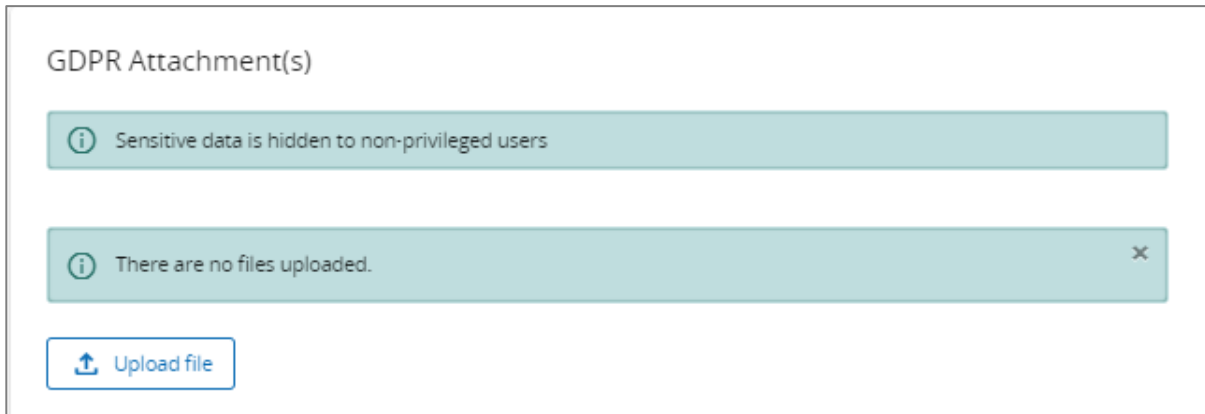 GDPR Attachment(s)
Sensitive data is hidden to non-privileged users
There are no files uploaded.
Upload file